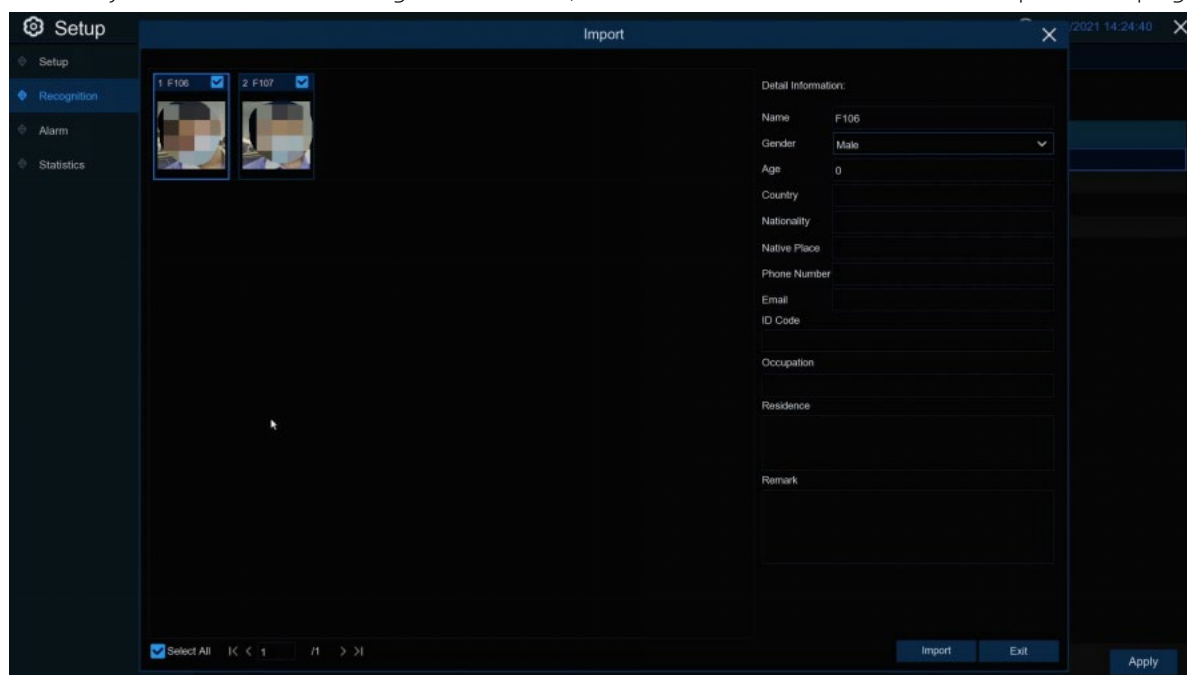 Setup
Import
/2021 14:24:40
Setup
Recognition
Alarm
Statistics
1 F106
2 F107
Detail Information:
Name F106
Gender Male
Age 0
Country
Nationality
Native Place
Phone Number
Email
ID Code
Occupation
Residence
Remark
Select All 1 /1
Import
Exit
Apply